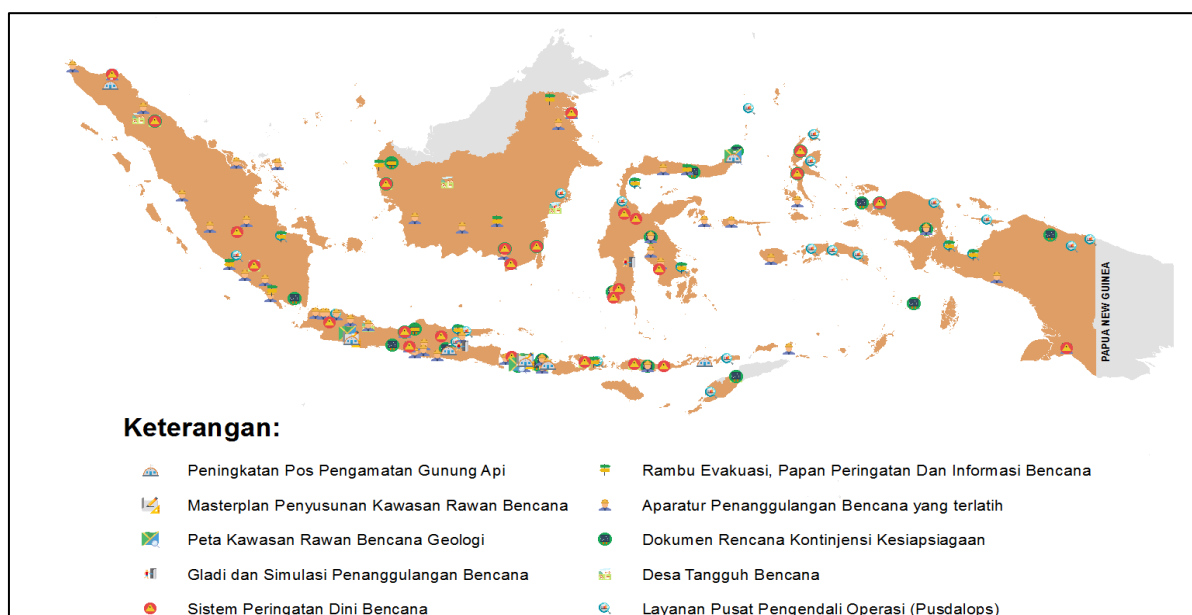 PAPUA NEW GUINEA
Keterangan:
Peningkatan Pos Pengamatan Gunung Api
Masterplan Penyusunan Kawasan Rawan Bencana
Peta Kawasan Rawan Bencana Geologi
Gladi dan Simulasi Penanggulangan Bencana
Sistem Peringatan Dini Bencana
Rambu Evakuasi, Papan Peringatan Dan Informasi Bencana
Aparatur Penanggulangan Bencana yang terlatih
Dokumen Rencana Kontinjensi Kesiapsiagaan
Desa Tangguh Bencana
Layanan Pusat Pengendali Operasi (Pusdalops)